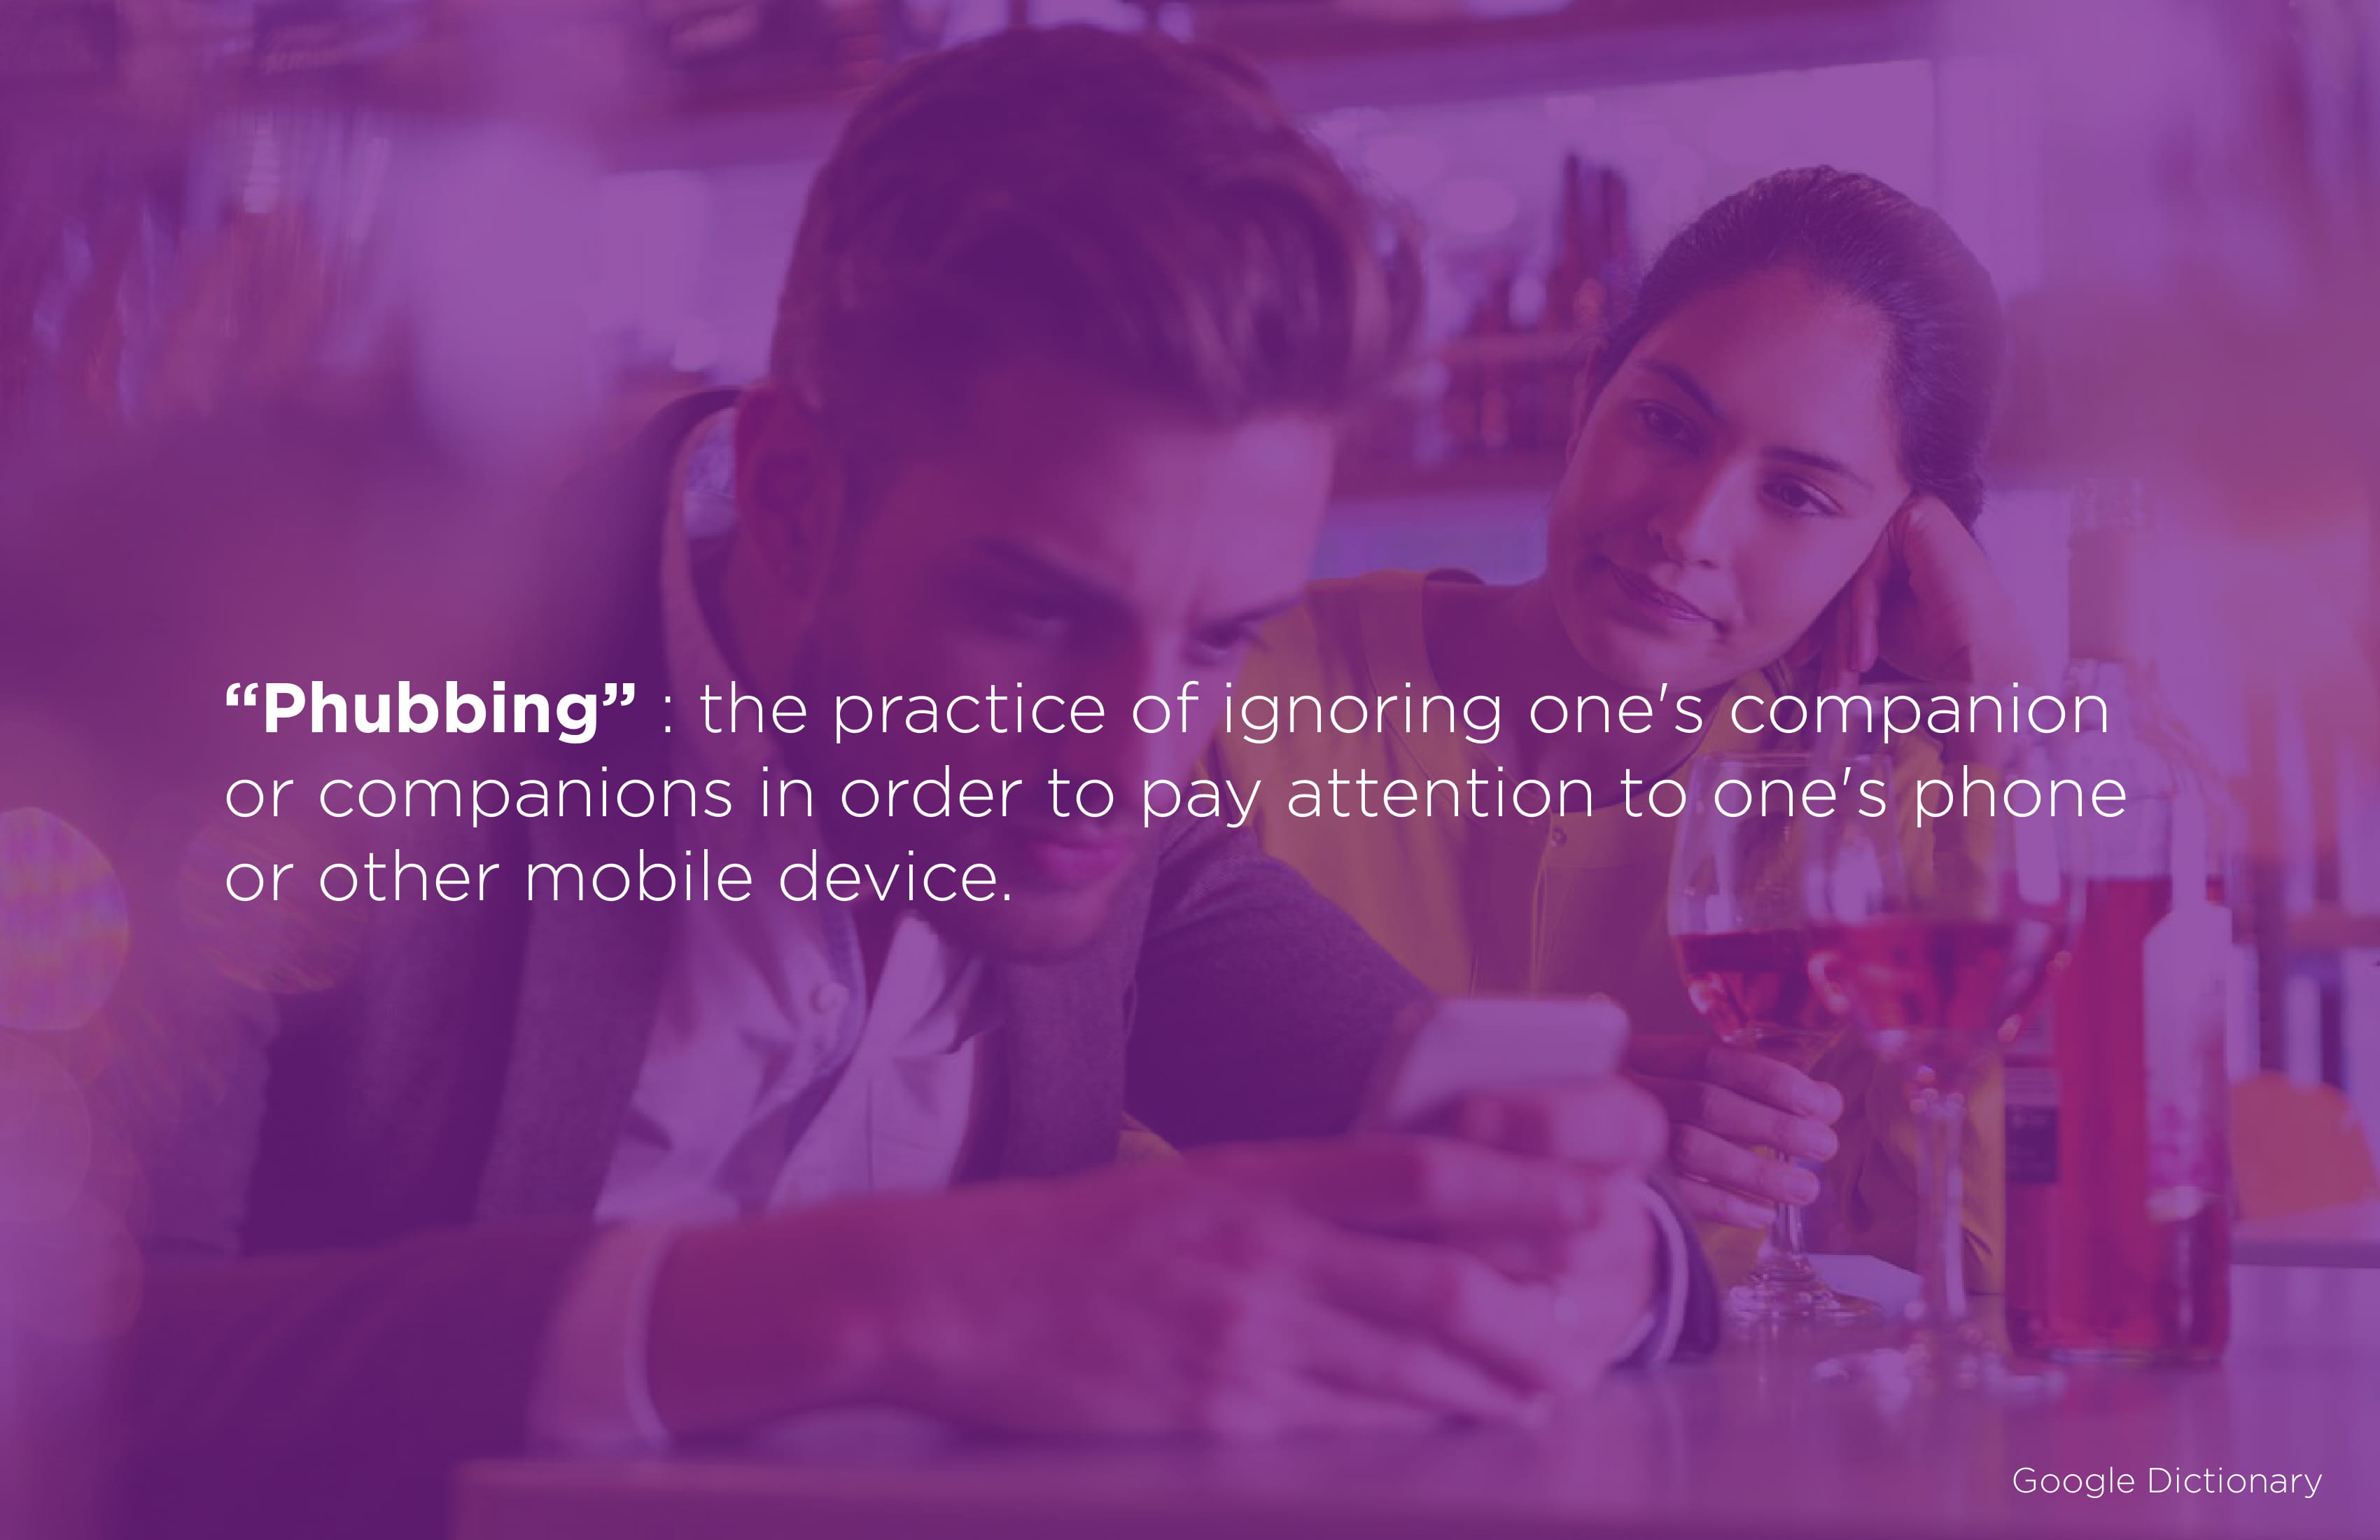 “Phubbing” : the practice of ignoring one's companion
or companions in order to pay attention to one's phone
or other mobile device.
Google Dictionary